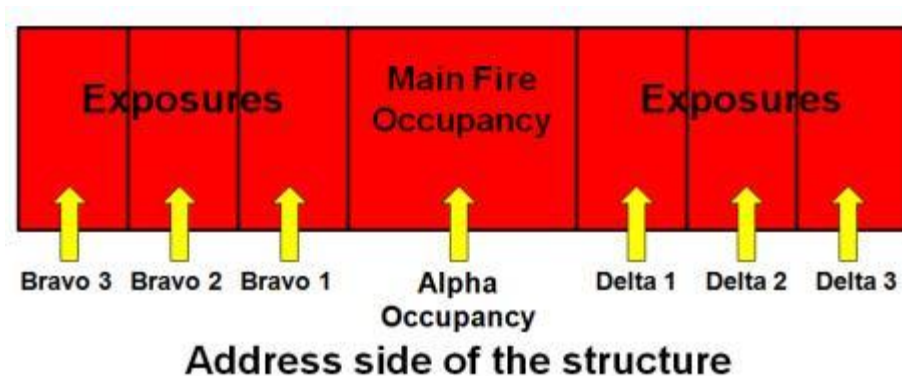 Exposures
Main Fire
Occupancy
Exposures
Bravo 3 Bravo 2 Bravo 1
Alpha
Occupancy
Delta 1 Delta 2 Delta 3
Address side of the structure